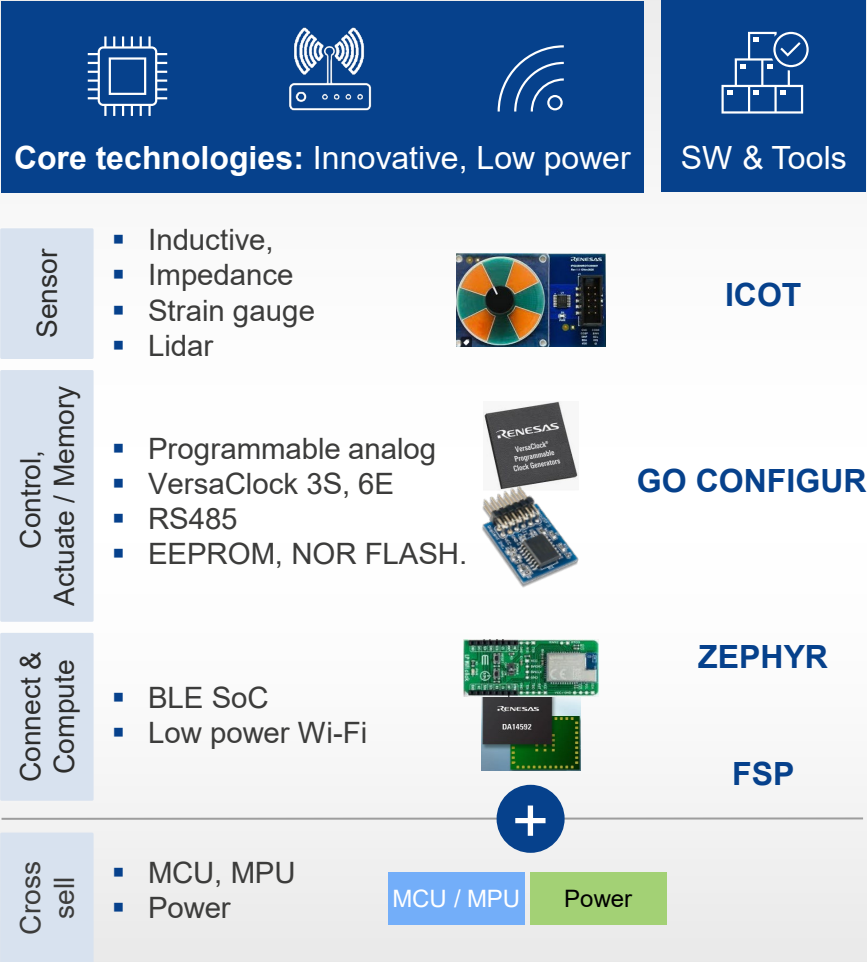 Core technologies: Innovative, Low power
SW & Tools
Sensor
▪ Inductive,
▪ Impedance
▪ Strain gauge
▪ Lidar
RENESAS
ICOT
Control,
Actuate / Memory
▪ Programmable analog
▪ VersaClock 3S, 6E
▪ RS485
▪ EEPROM, NOR FLASH.
RENESAS
VersaClock®
Programmable
Clock Generators
GO CONFIGUR
Connect &
Compute
▪ BLE SoC
▪ Low power Wi-Fi
RENESAS
DA14592
ZEPHYR
FSP
+
Cross
sell
▪ MCU, MPU
▪ Power
MCU / MPU
Power